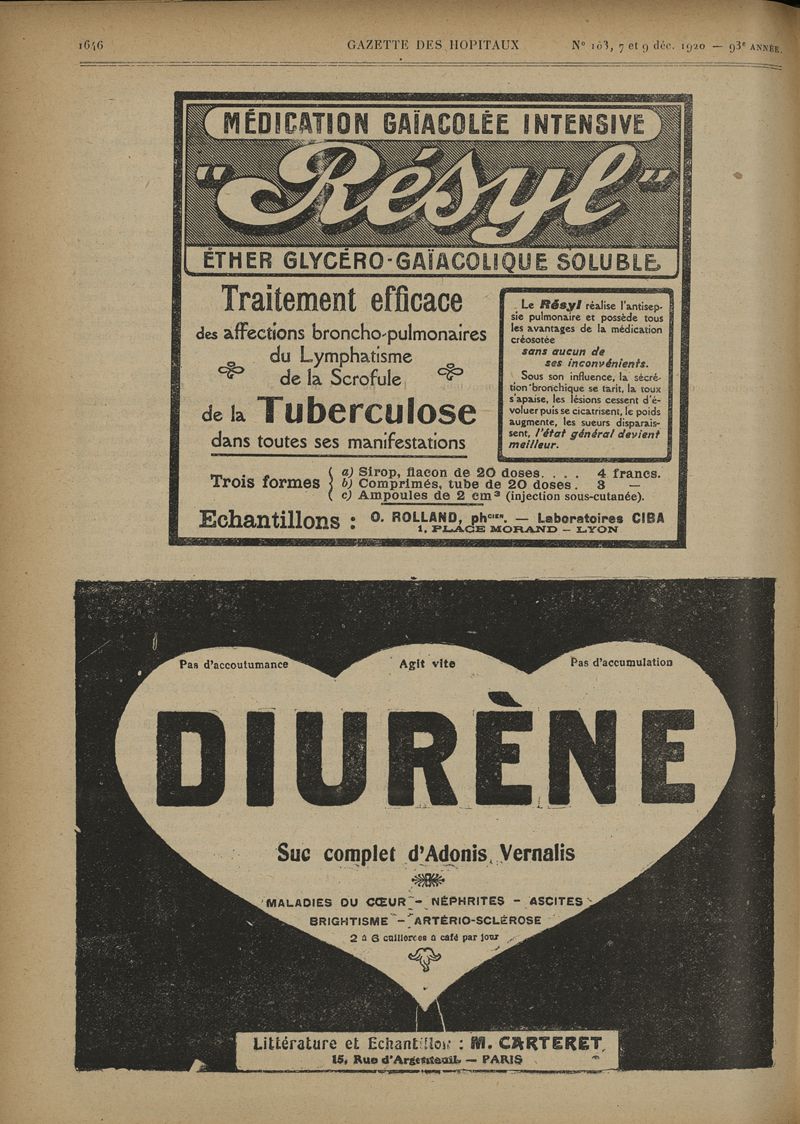 1646 GAZETTE DES HOPITAUX Nº 103, 7 et 9 déc. 1920 — 93e ANNÉE.
MÉDICATION GAÏACOLÉE INTENSIVE
"Résyl"
ÉTHER GLYCÉRO-GAÏACOLIQUE SOLUBLE
Traitement efficace
des affections broncho-pulmonaires
du Lymphatisme
de la Scrofule
de la Tuberculose
dans toutes ses manifestations
Le Résyl réalise l'antisep-
sie pulmonaire et possède tous
les avantages de la médication
créosotée
sans aucun de
ses inconvénients.
Sous son influence, la sécré-
tion bronchique se tarit, la toux
s'apaise, les lésions cessent d'é-
voluer puis se cicatrisent, le poids
augmente, les sueurs disparais-
sent, l'état général devient
meilleur.
Trois formes
a) Sirop, flacon de 20 doses. . . . 4 francs.
b) Comprimés, tube de 20 doses. 3 —
c) Ampoules de 2 cm³ (injection sous-cutanée).
Echantillons : O. ROLLAND, phcien. — Laboratoires CIBA
1, PLACE MORAND — LYON
Pas d'accoutumance Agit vite Pas d'accumulation
DIURÈNE
Suc complet d'Adonis Vernalis
MALADIES DU CŒUR - NÉPHRITES - ASCITES
BRIGHTISME - ARTÉRIO-SCLÉROSE
2 à 6 cuillerées à café par jour
Littérature et Echantillon : M. CARTERET
15, Rue d'Argenteuil — PARIS